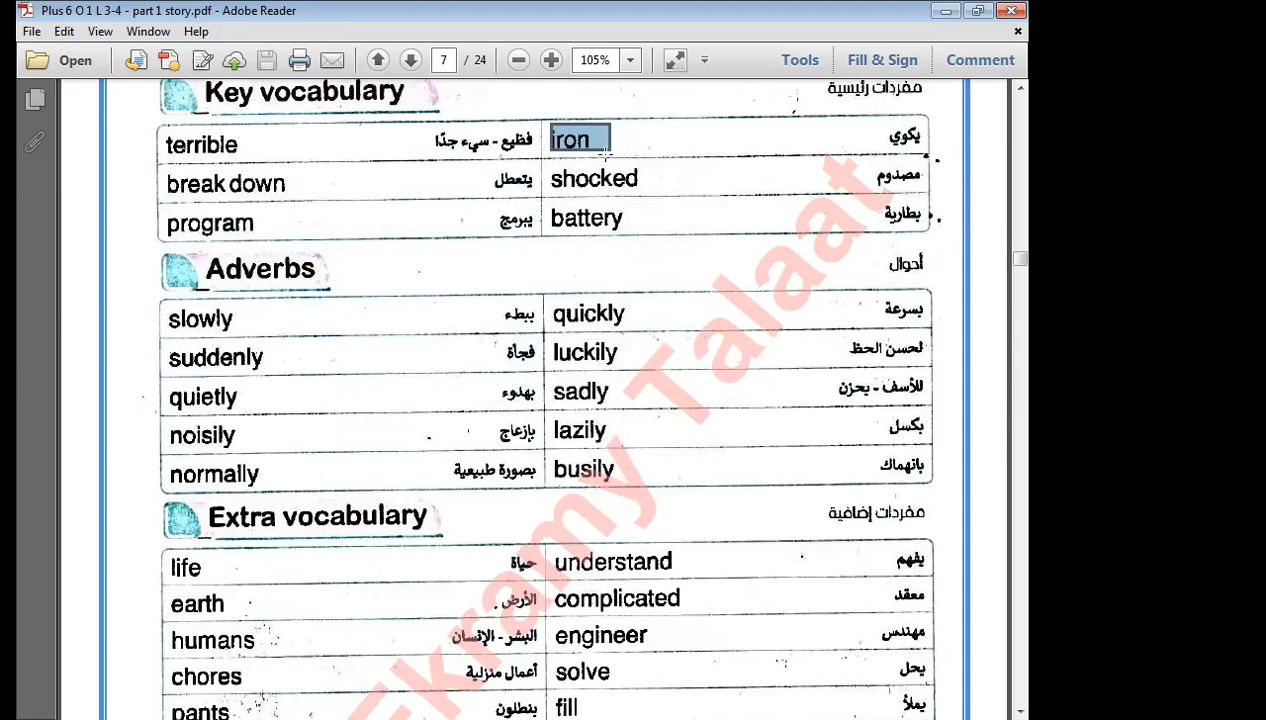 Plus 6 O 1 L 3-4 - part 1 story.pdf - Adobe Reader
File Edit View Window Help
Open 7 / 24 105% Tools Fill & Sign Comment
Key vocabulary مفردات رئيسية
terrible فظيع - سيء جدًا iron يكوي
break down يتعطل shocked مصدوم
program يبرمج battery بطارية
Adverbs أحوال
slowly ببطء quickly بسرعة
suddenly فجأة luckily لحسن الحظ
quietly بهدوء sadly للأسف - بحزن
noisily بإزعاج lazily بكسل
normally بصورة طبيعية busily بانهماك
Extra vocabulary مفردات إضافية
life حياة understand يفهم
earth الأرض complicated معقد
humans البشر - الإنسان engineer مهندس
chores أعمال منزلية solve يحل
pants بنطلون fill يملأ
Ekramy Talaat